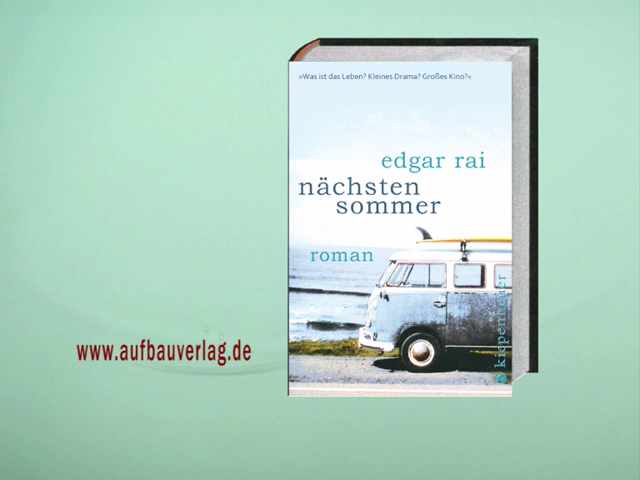 »Was ist das Leben? Kleines Drama? Großes Kino?«
edgar rai
nächsten
sommer
roman
kiepenheuer
www.aufbauverlag.de